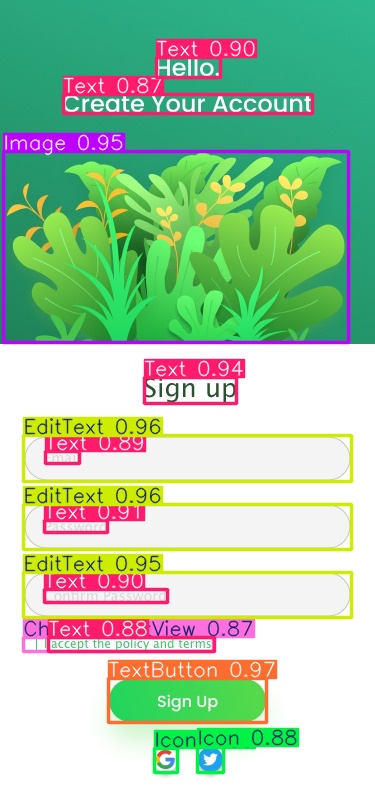 Text 0.90
Hello.
Text 0.87
Create Your Account
Image 0.95
Text 0.94
Sign up
EditText 0.96
Text 0.89
Email
EditText 0.96
Text 0.91
Password
EditText 0.95
Text 0.90
Confirm Password
Ch Text 0.88 View 0.87
I accept the policy and terms
TextButton 0.97
Sign Up
Icon Icon 0.88